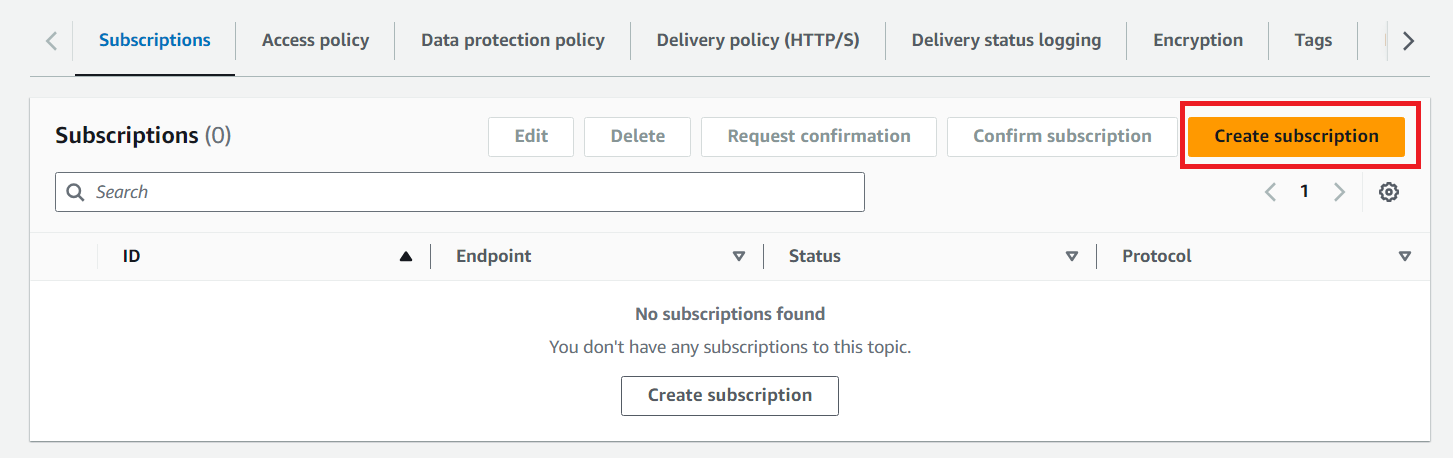 Subscriptions Access policy Data protection policy Delivery policy (HTTP/S) Delivery status logging Encryption Tags
Subscriptions (0) Edit Delete Request confirmation Confirm subscription Create subscription
Search 1
ID Endpoint Status Protocol
No subscriptions found
You don't have any subscriptions to this topic.
Create subscription